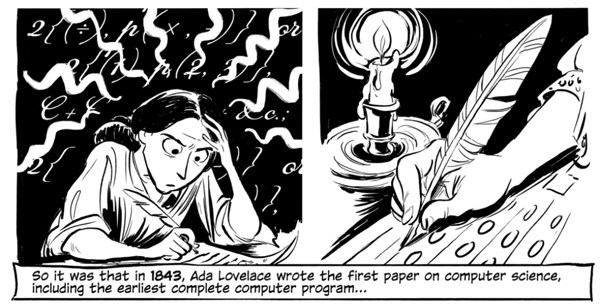 So it was that in 1843, Ada Lovelace wrote the first paper on computer science,
including the earliest complete computer program...